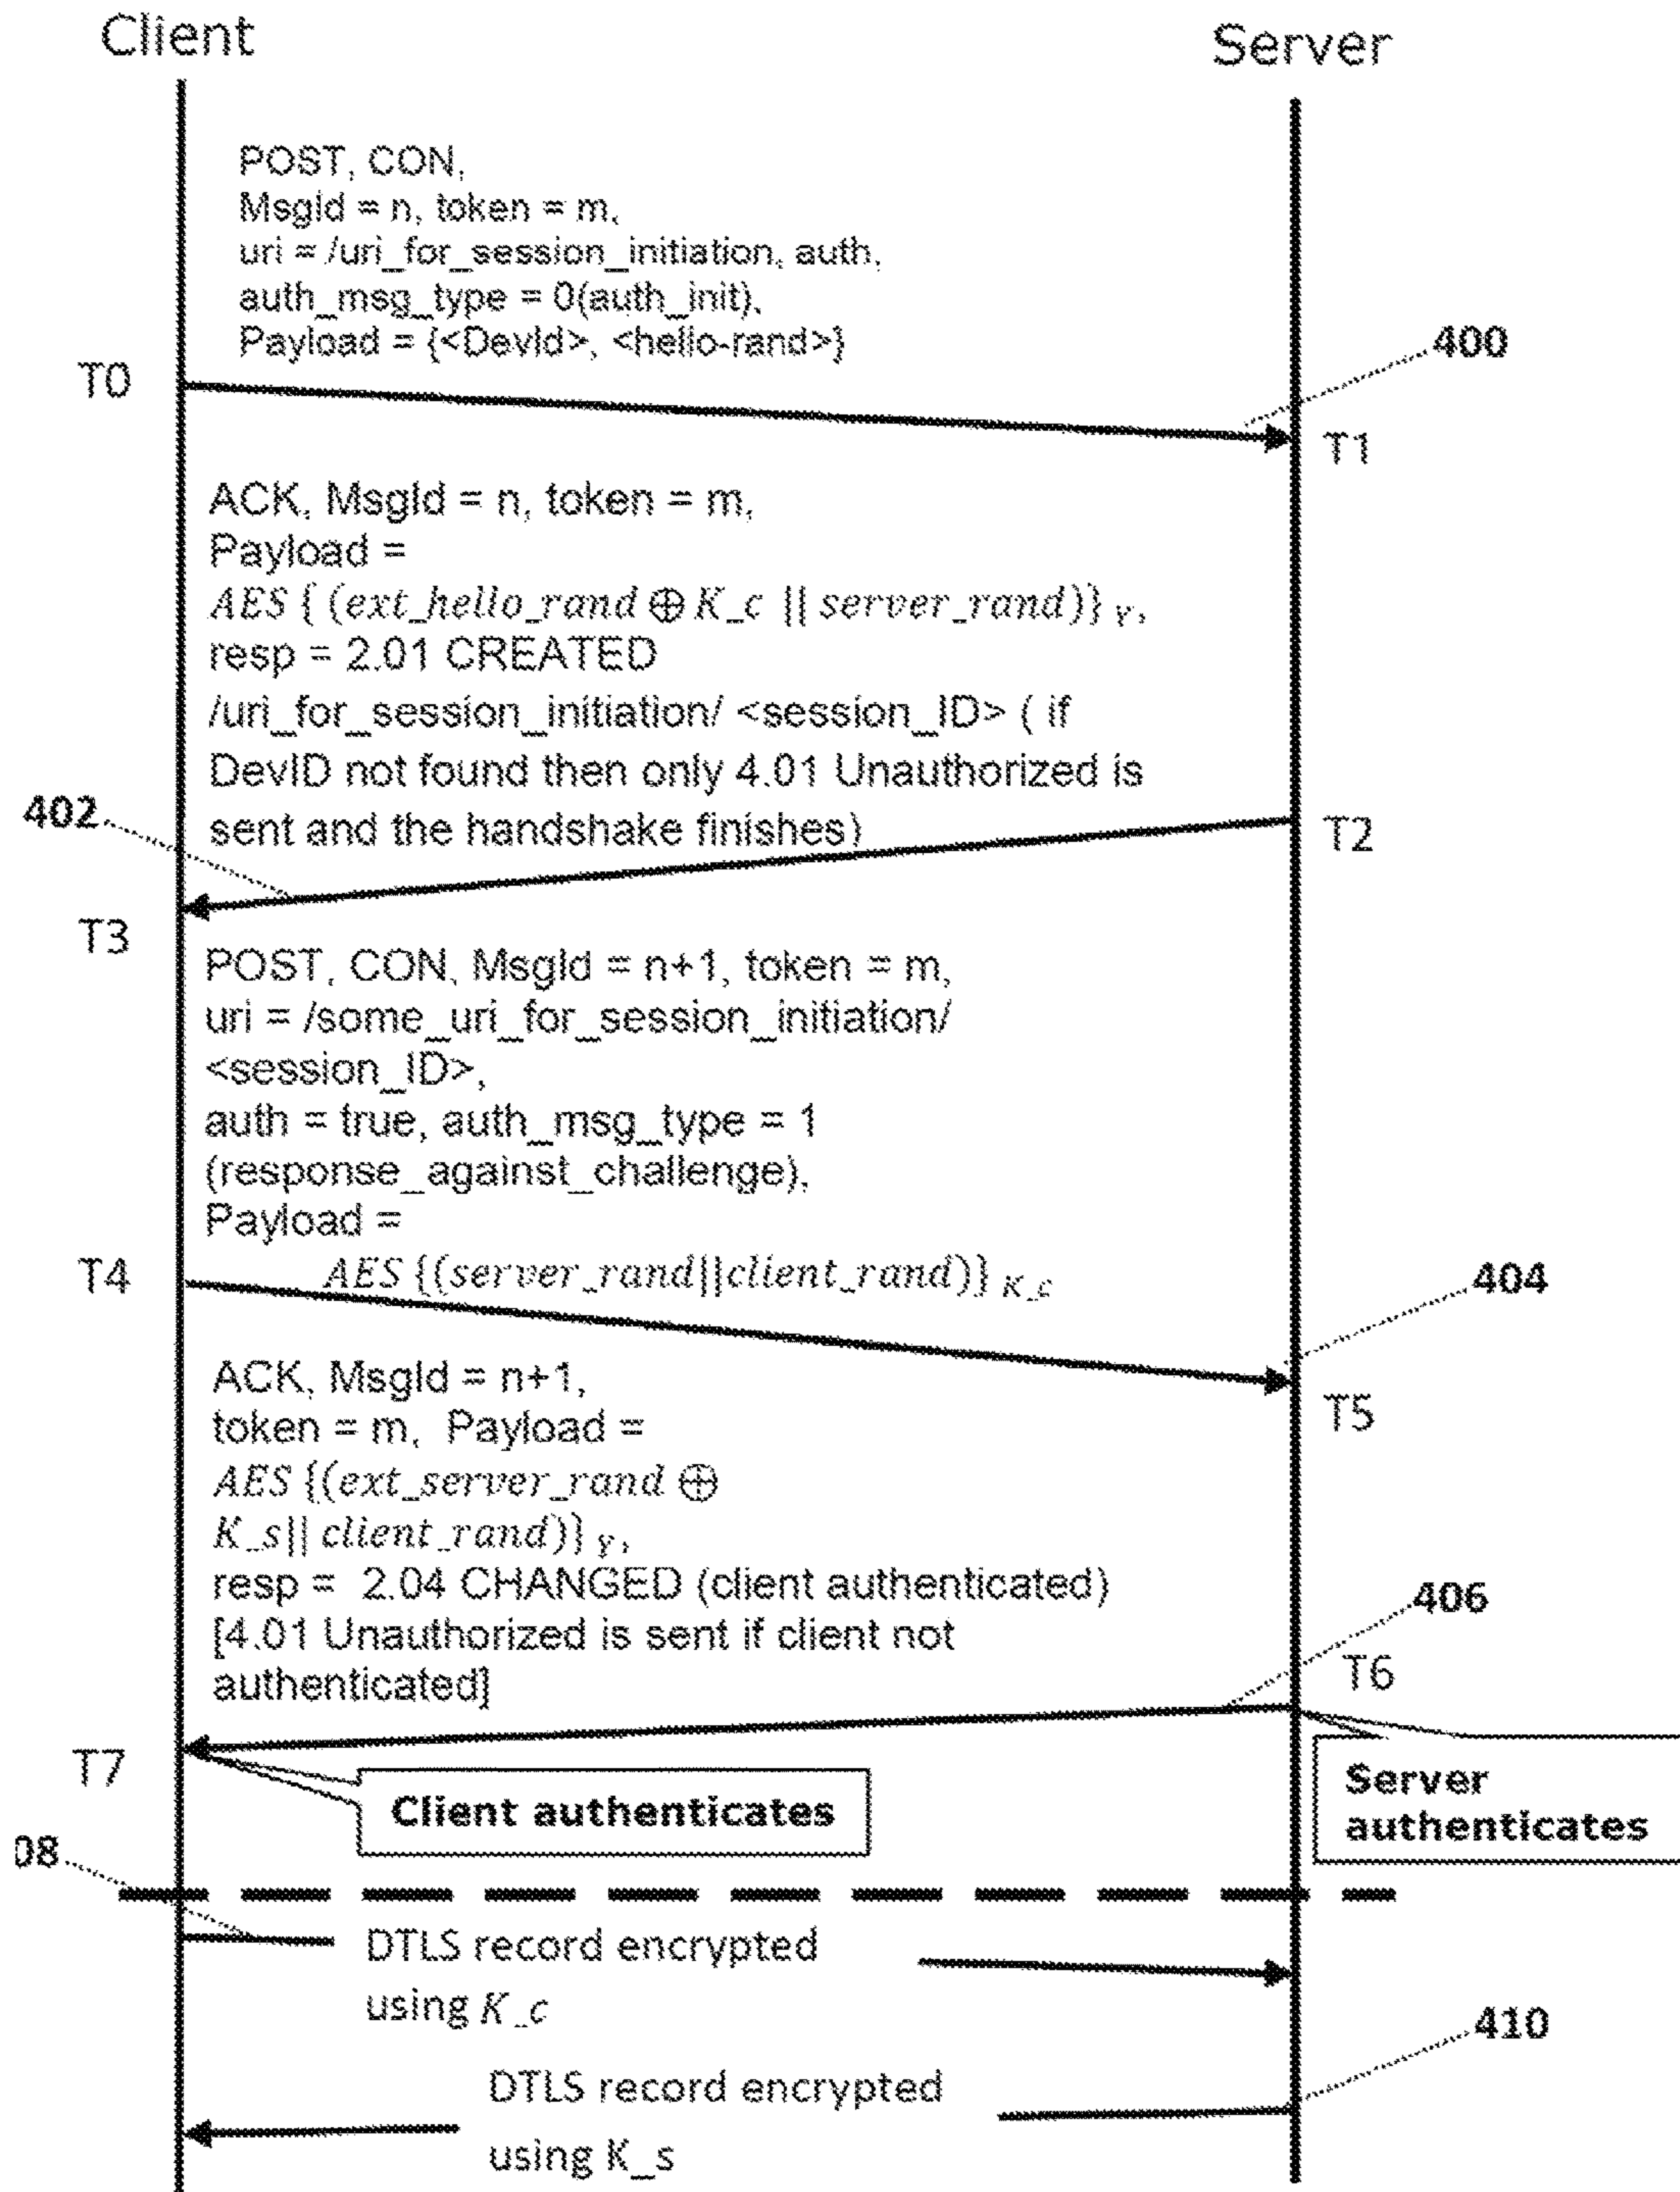 Client
Server
POST, CON,
MsgId = n, token = m,
uri = /uri_for_session_initiation, auth,
auth_msg_type = 0(auth_init),
Payload = {<DevId>, <hello-rand>}
400
T0
T1
ACK, MsgId = n, token = m,
Payload =
AES { (ext_hello_rand ⊕ K_c || server_rand)} Y,
resp = 2.01 CREATED
/uri_for_session_initiation/ <session_ID> ( if
DevID not found then only 4.01 Unauthorized is
sent and the handshake finishes)
402
T2
T3
POST, CON, MsgId = n+1, token = m,
uri = /some_uri_for_session_initiation/
<session_ID>,
auth = true, auth_msg_type = 1
(response_against_challenge),
Payload =
AES {(server_rand||client_rand)} K_c
T4
404
ACK, MsgId = n+1,
token = m, Payload =
T5
AES {(ext_server_rand ⊕
K_s|| client_rand)} Y,
resp = 2.04 CHANGED (client authenticated)
[4.01 Unauthorized is sent if client not
authenticated]
406
T6
T7
Client authenticates
Server
authenticates
08
DTLS record encrypted
using K_c
410
DTLS record encrypted
using K_s